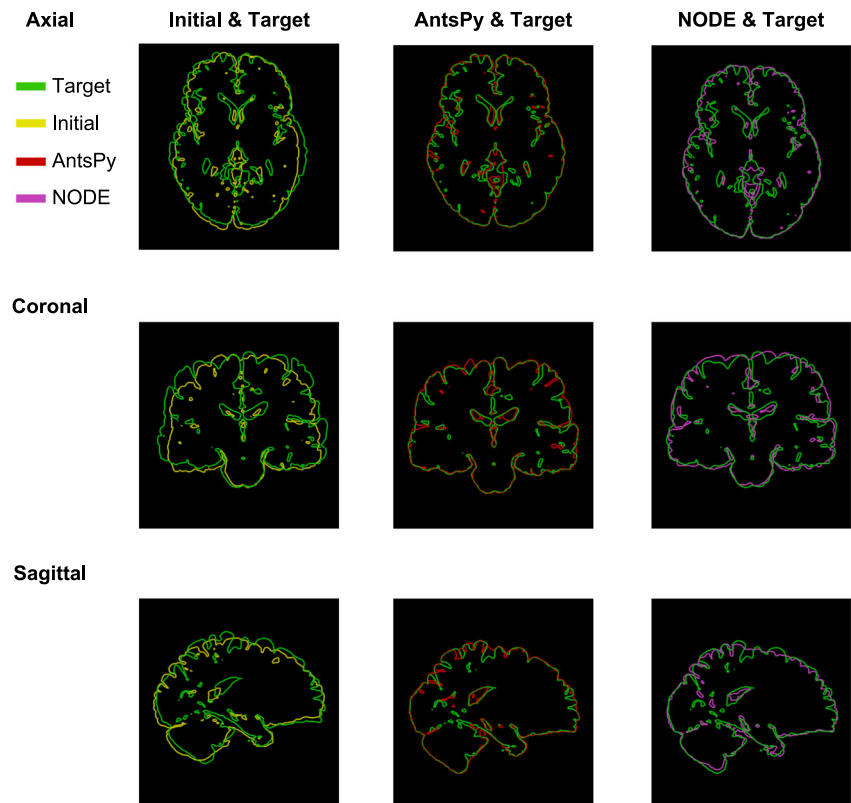 Axial
Initial & Target
AntsPy & Target
NODE & Target
Target
Initial
AntsPy
NODE
Coronal
Sagittal